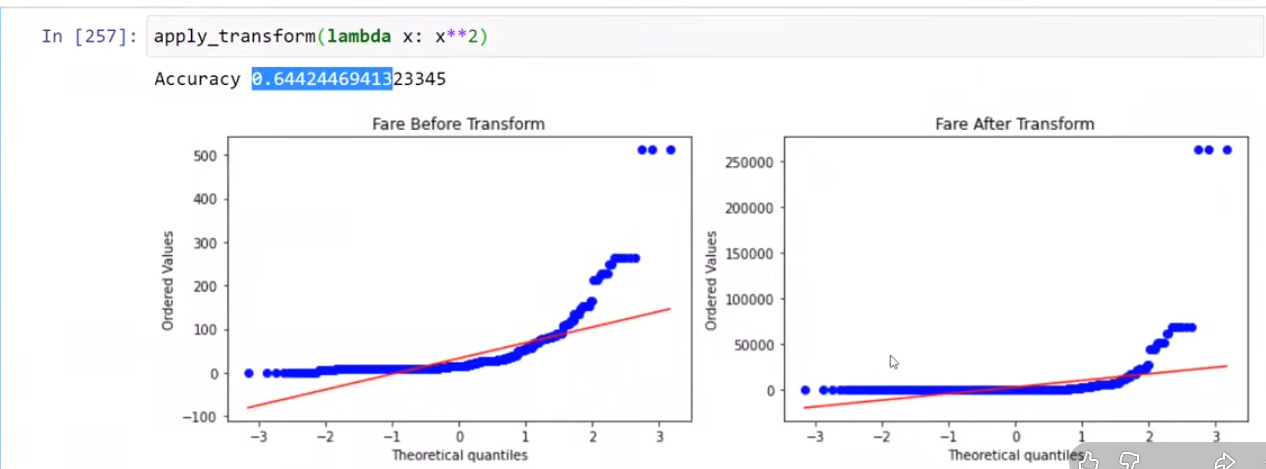 In [257]: apply_transform(lambda x: x**2)
Accuracy 0.6442446941323345
Fare Before Transform
Ordered Values
500
400
300
200
100
0
−100
−3 −2 −1 0 1 2 3
Theoretical quantiles
Fare After Transform
Ordered Values
250000
200000
150000
100000
50000
0
−3 −2 −1 0 1 2 3
Theoretical quantiles